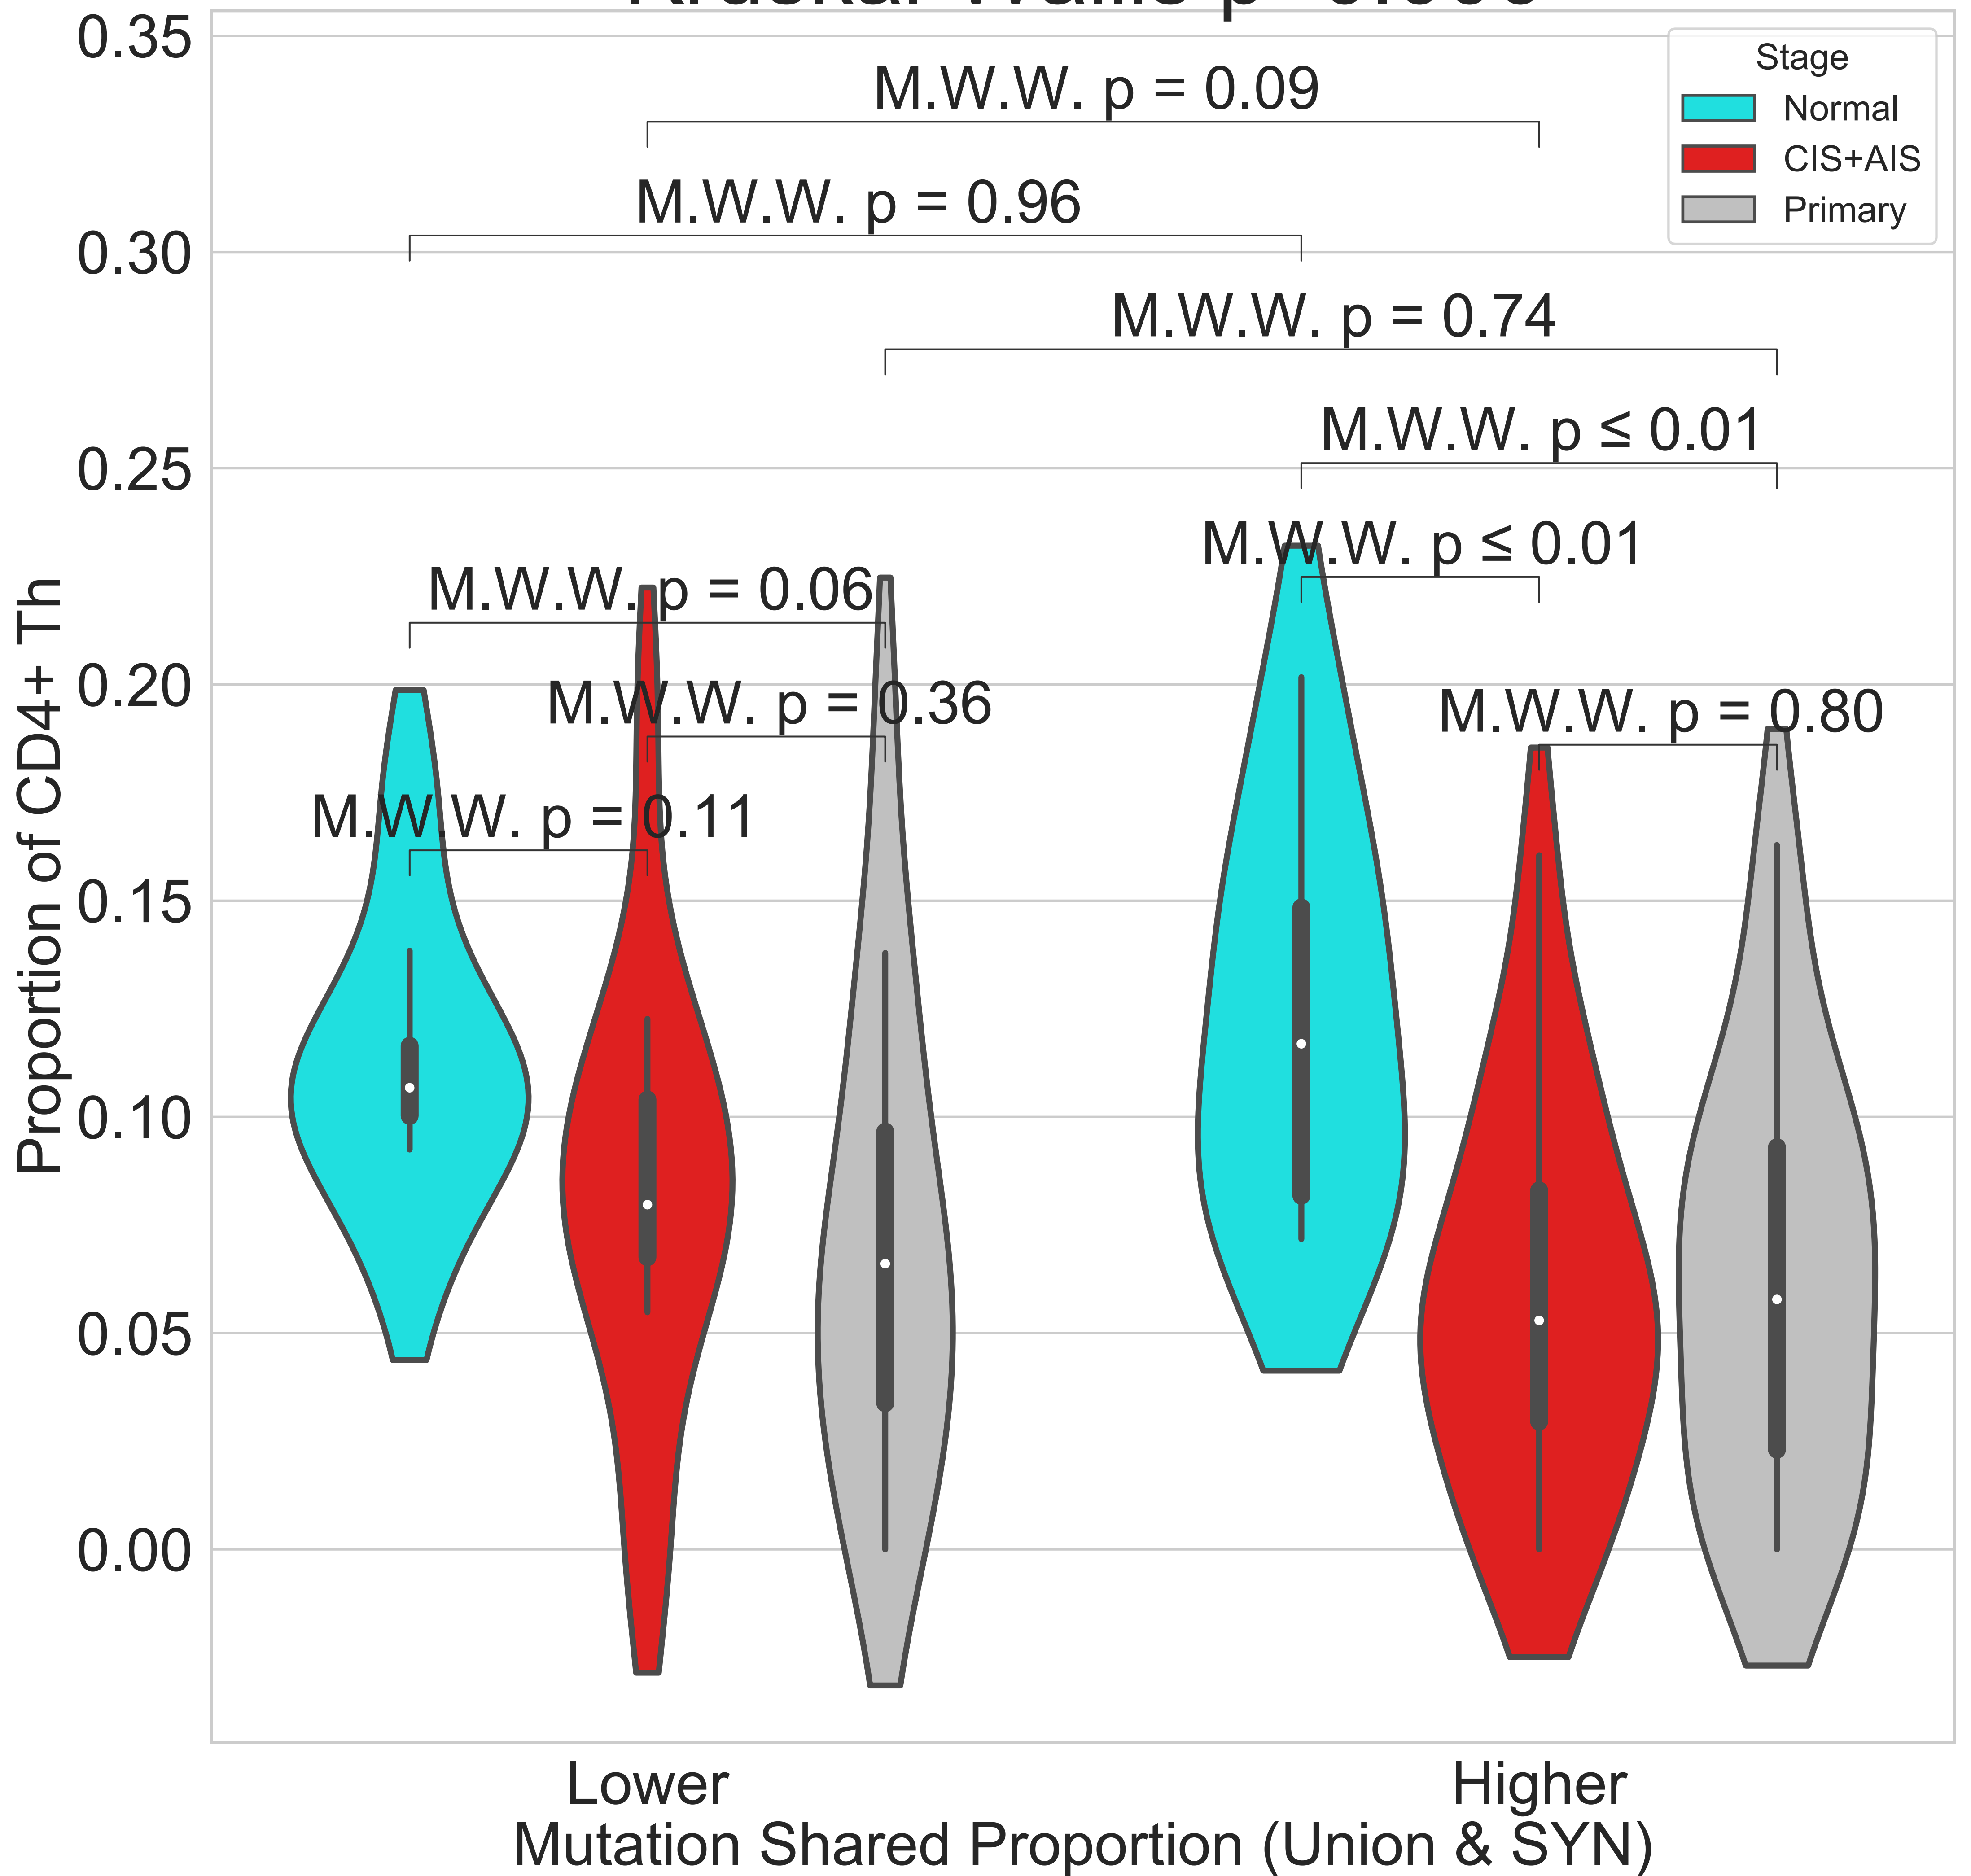 0.35
0.30
0.25
0.20
0.15
0.10
0.05
0.00
Proportion of CD4+ Th
M.W.W. p = 0.09
M.W.W. p = 0.96
M.W.W. p = 0.74
M.W.W. p ≤ 0.01
M.W.W. p ≤ 0.01
M.W.W. p = 0.06
M.W.W. p = 0.36
M.W.W. p = 0.80
M.W.W. p = 0.11
Stage
Normal
CIS+AIS
Primary
Lower
Higher
Mutation Shared Proportion (Union & SYN)